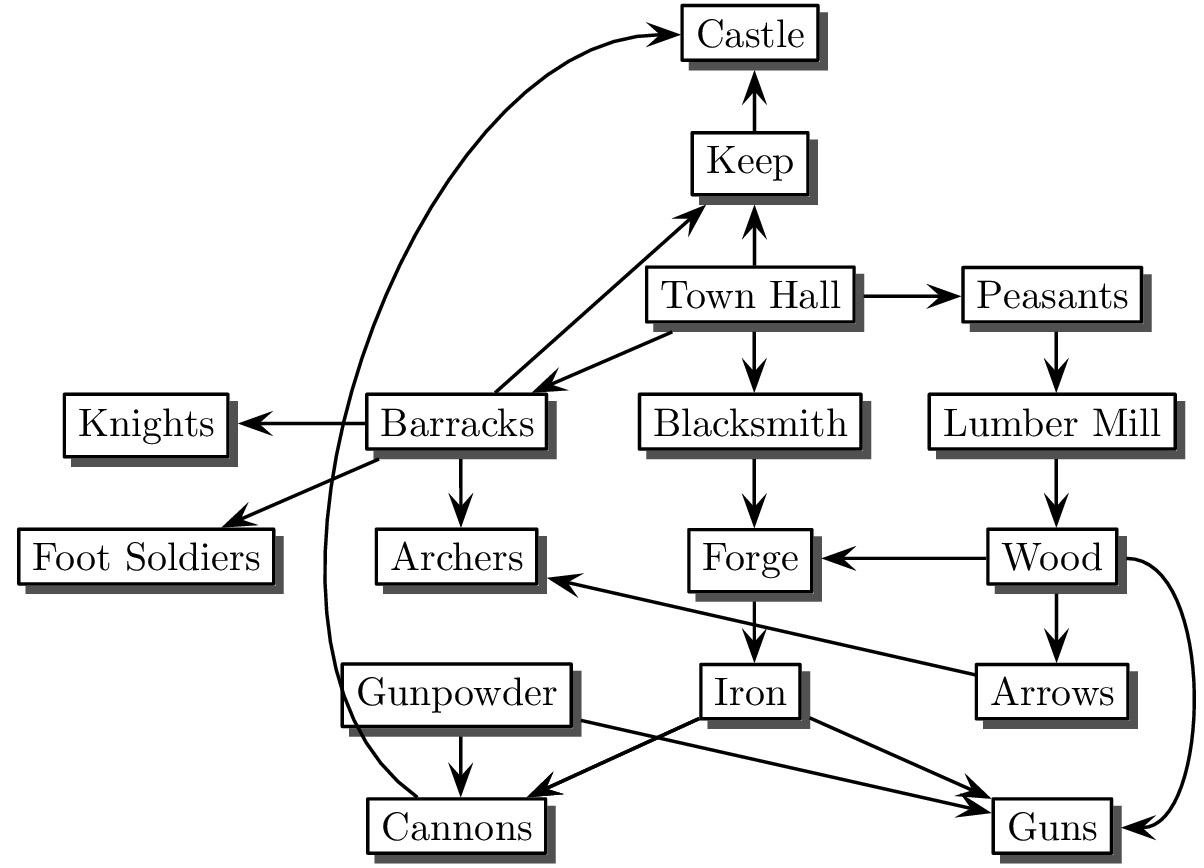 Castle
Keep
Town Hall
Peasants
Knights
Barracks
Blacksmith
Lumber Mill
Foot Soldiers
Archers
Forge
Wood
Gunpowder
Iron
Arrows
Cannons
Guns